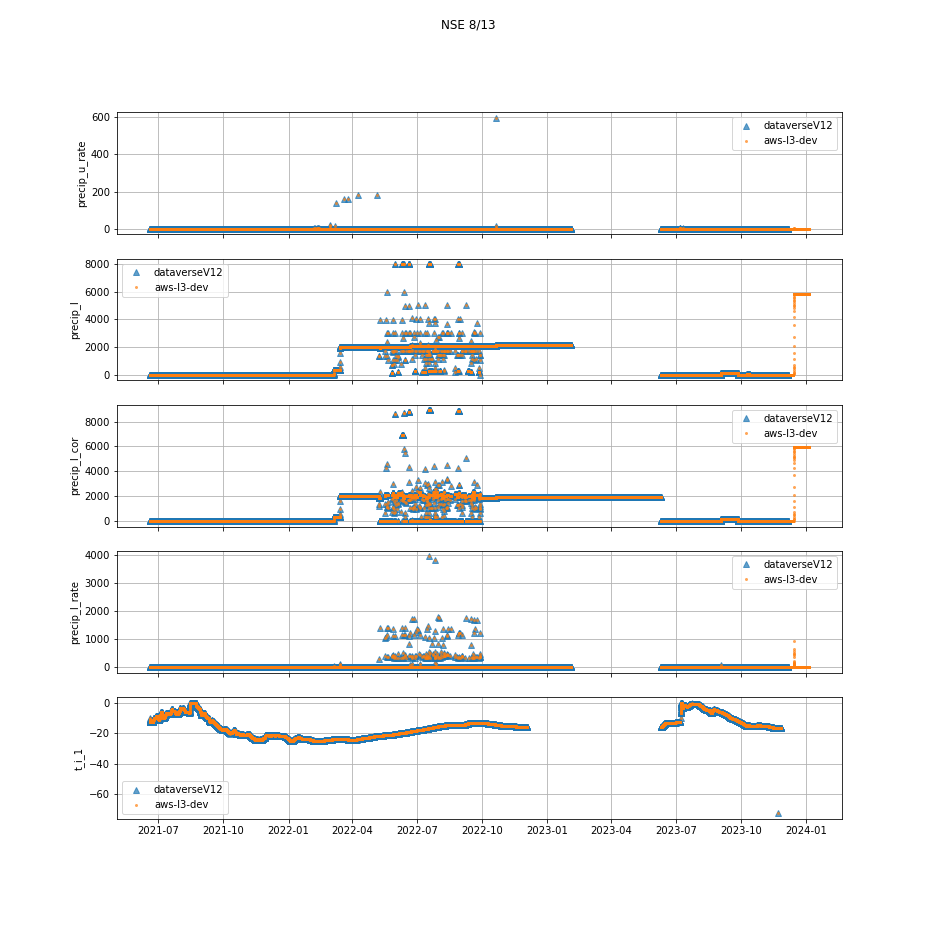 NSE 8/13
600
400
200
0
precip_u_rate
dataverseV12
aws-l3-dev
8000
6000
4000
2000
0
precip_l
dataverseV12
aws-l3-dev
8000
6000
4000
2000
0
precip_l_cor
dataverseV12
aws-l3-dev
4000
3000
2000
1000
0
precip_l_rate
dataverseV12
aws-l3-dev
0
−20
−40
−60
t_i_1
dataverseV12
aws-l3-dev
2021-07 2021-10 2022-01 2022-04 2022-07 2022-10 2023-01 2023-04 2023-07 2023-10 2024-01